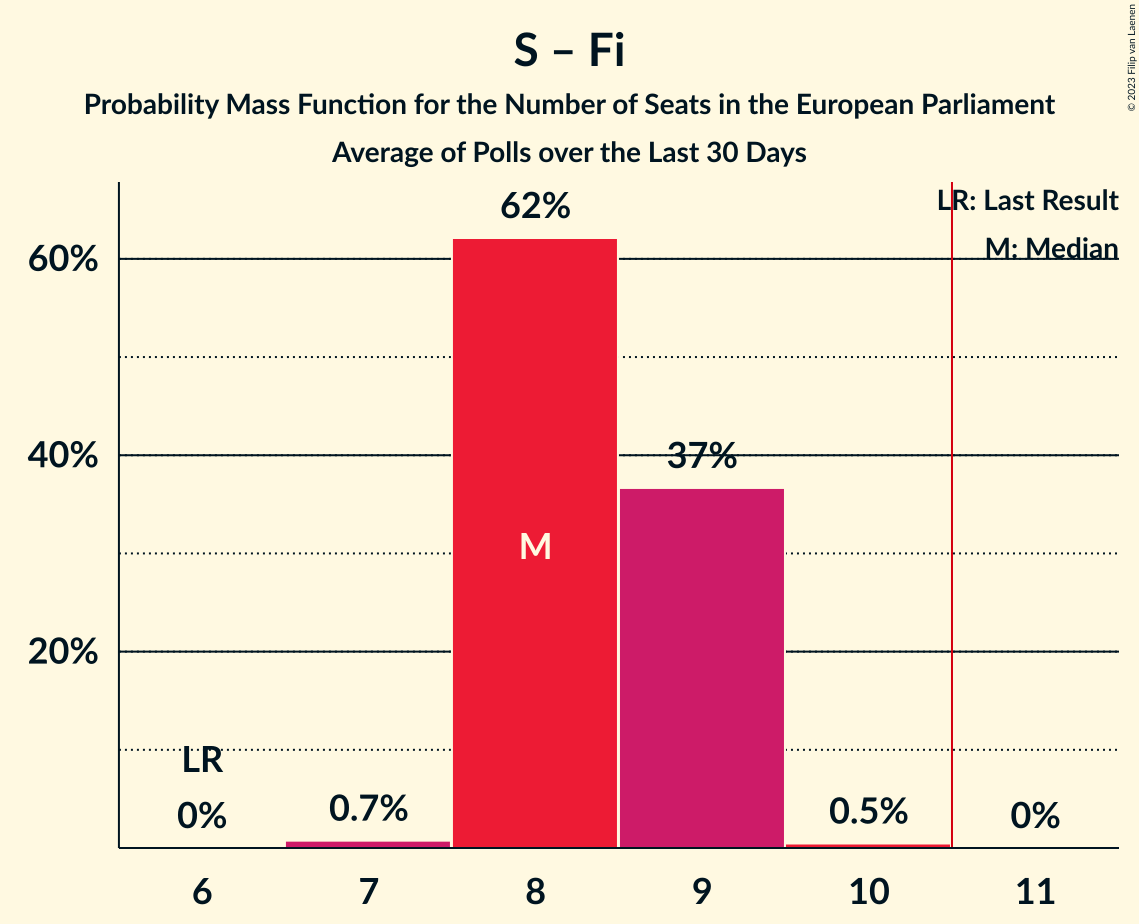 S – Fi
Probability Mass Function for the Number of Seats in the European Parliament
Average of Polls over the Last 30 Days
© 2023 Filip van Laenen
LR: Last Result
M: Median
62%
60%
40%
37%
M
20%
LR
0%
0.7%
0.5%
0%
6 7 8 9 10 11